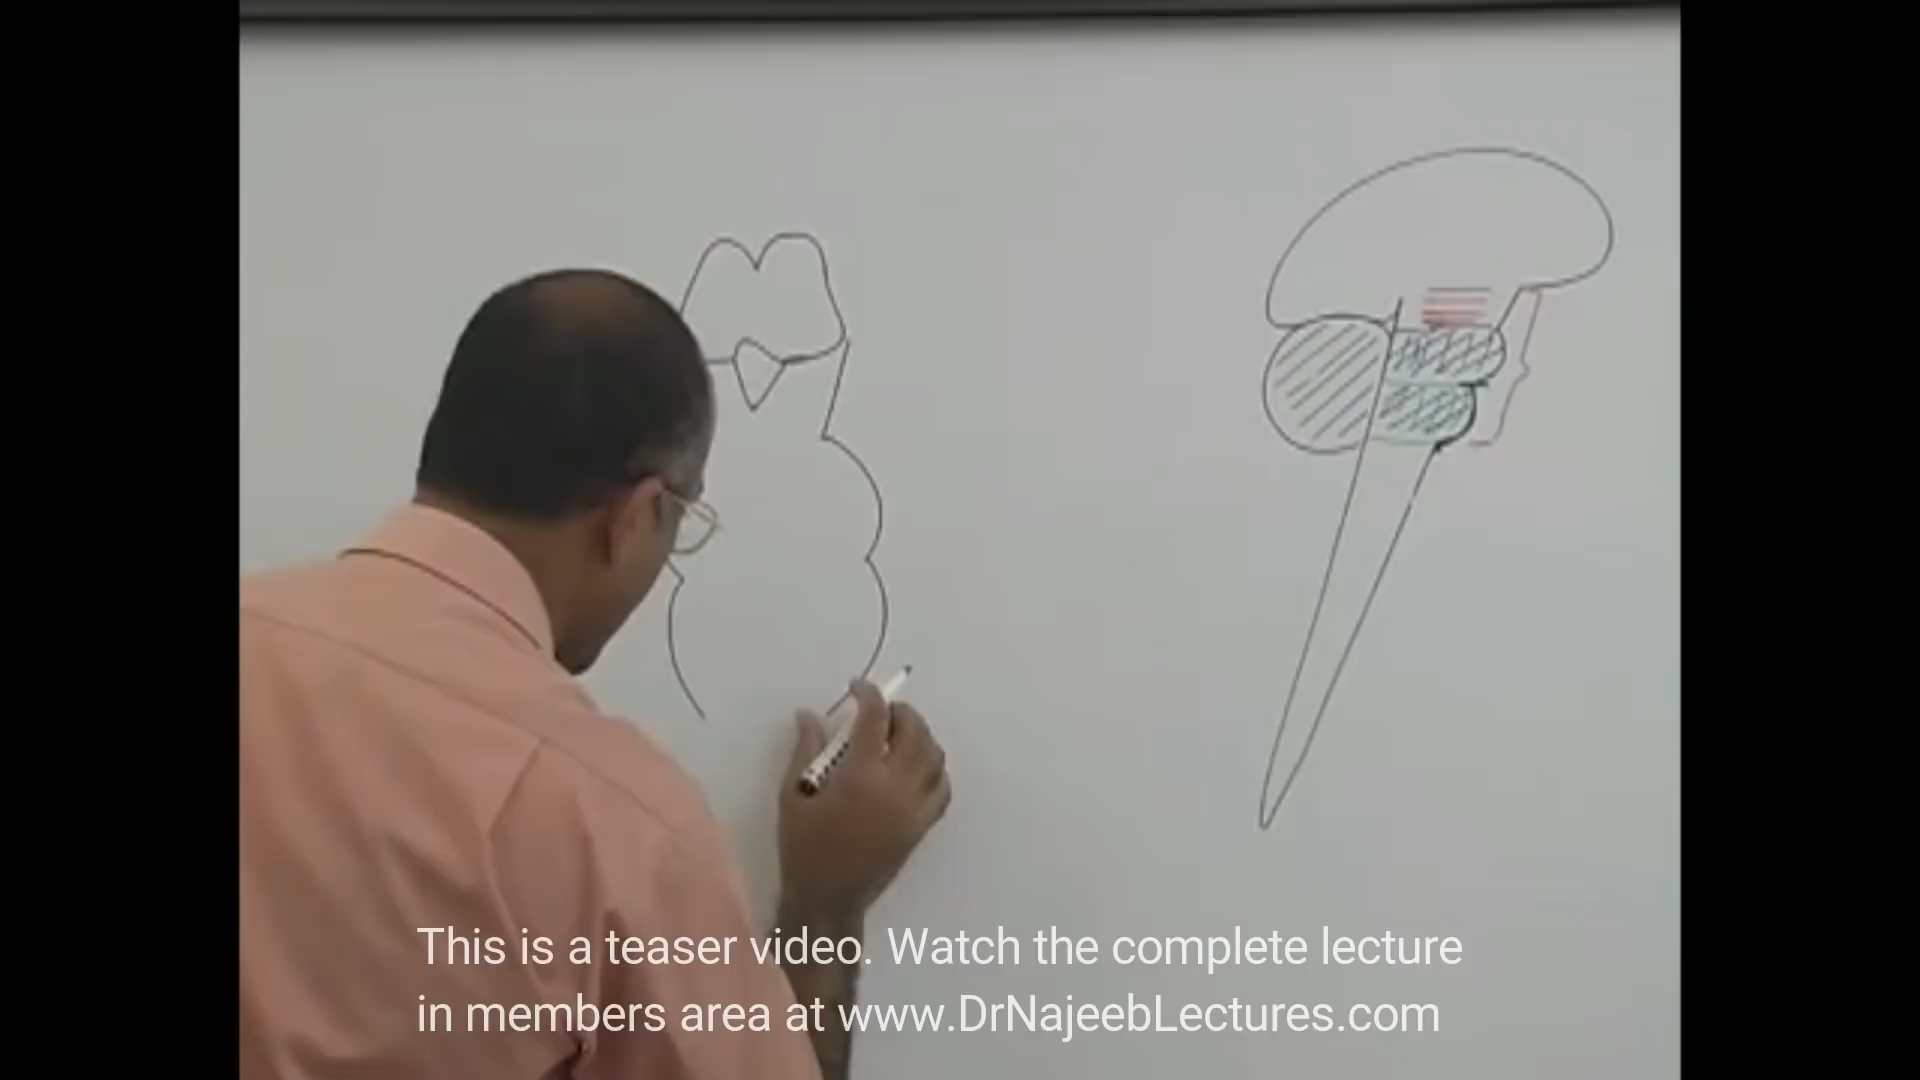 This is a teaser video. Watch the complete lecture
in members area at www.DrNajeebLectures.com